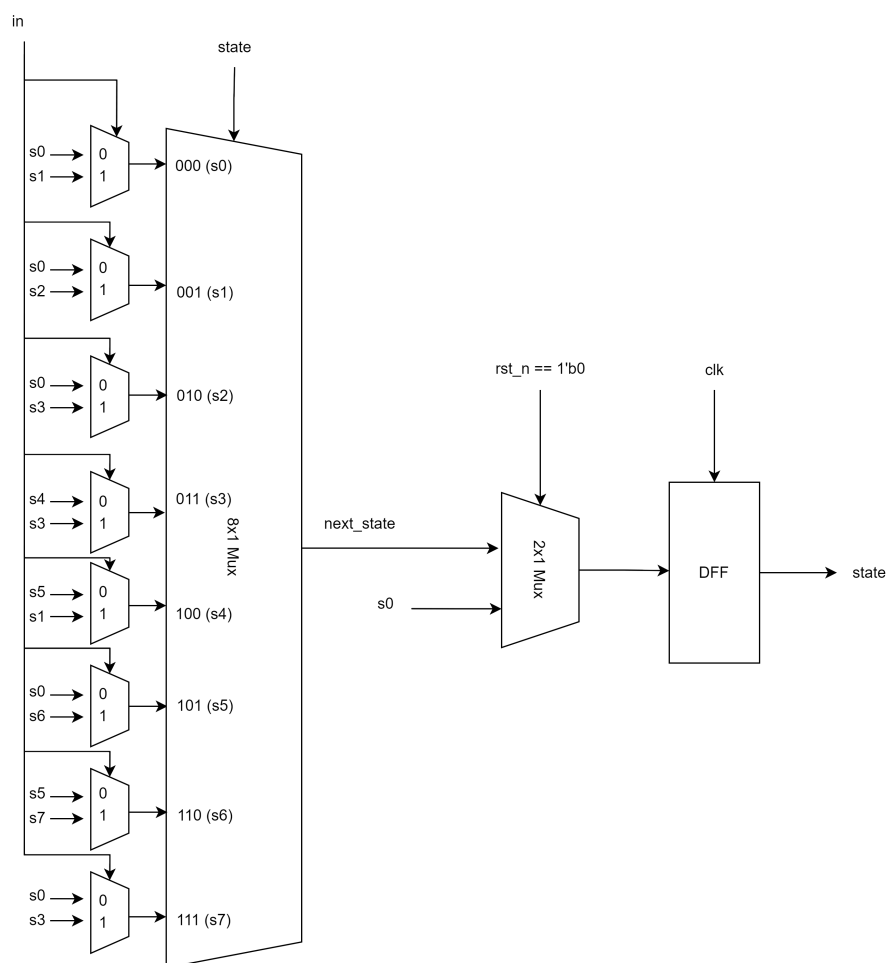 in
state
s0
s1
0
1
000 (s0)
s0
s2
0
1
001 (s1)
s0
s3
0
1
010 (s2)
s4
s3
0
1
011 (s3)
s5
s1
0
1
100 (s4)
s0
s6
0
1
101 (s5)
s5
s7
0
1
110 (s6)
s0
s3
0
1
111 (s7)
8x1 Mux
next_state
s0
rst_n == 1'b0
2x1 Mux
clk
DFF
state